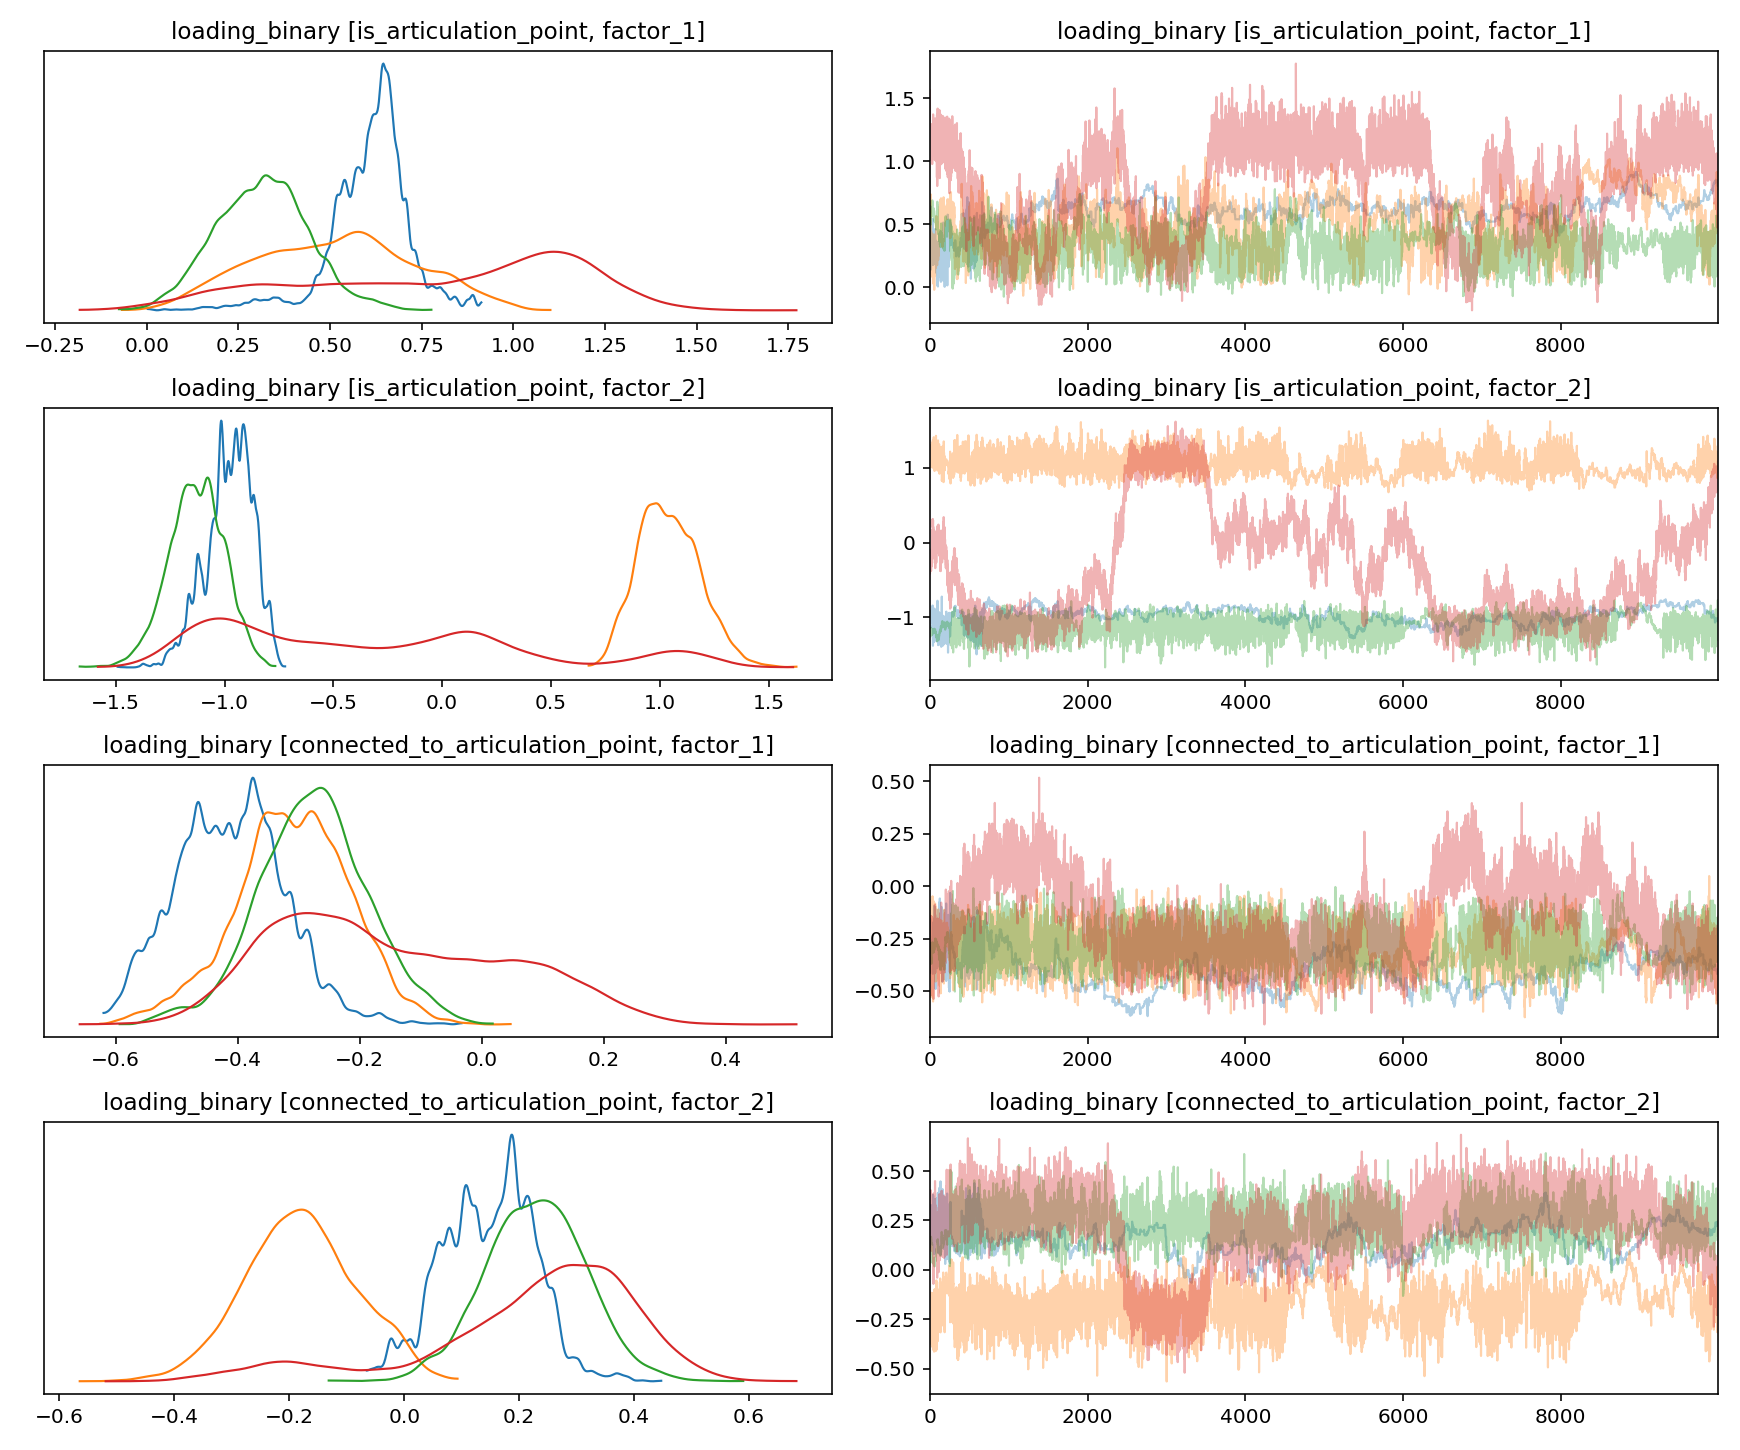 loading_binary [is_articulation_point, factor_1]
loading_binary [is_articulation_point, factor_1]
1.5
1.0
0.5
0.0
−0.25 0.00 0.25 0.50 0.75 1.00 1.25 1.50 1.75
0 2000 4000 6000 8000
loading_binary [is_articulation_point, factor_2]
loading_binary [is_articulation_point, factor_2]
1
0
−1
−1.5 −1.0 −0.5 0.0 0.5 1.0 1.5
0 2000 4000 6000 8000
loading_binary [connected_to_articulation_point, factor_1]
loading_binary [connected_to_articulation_point, factor_1]
0.50
0.25
0.00
−0.25
−0.50
−0.6 −0.4 −0.2 0.0 0.2 0.4
0 2000 4000 6000 8000
loading_binary [connected_to_articulation_point, factor_2]
loading_binary [connected_to_articulation_point, factor_2]
0.50
0.25
0.00
−0.25
−0.50
−0.6 −0.4 −0.2 0.0 0.2 0.4 0.6
0 2000 4000 6000 8000